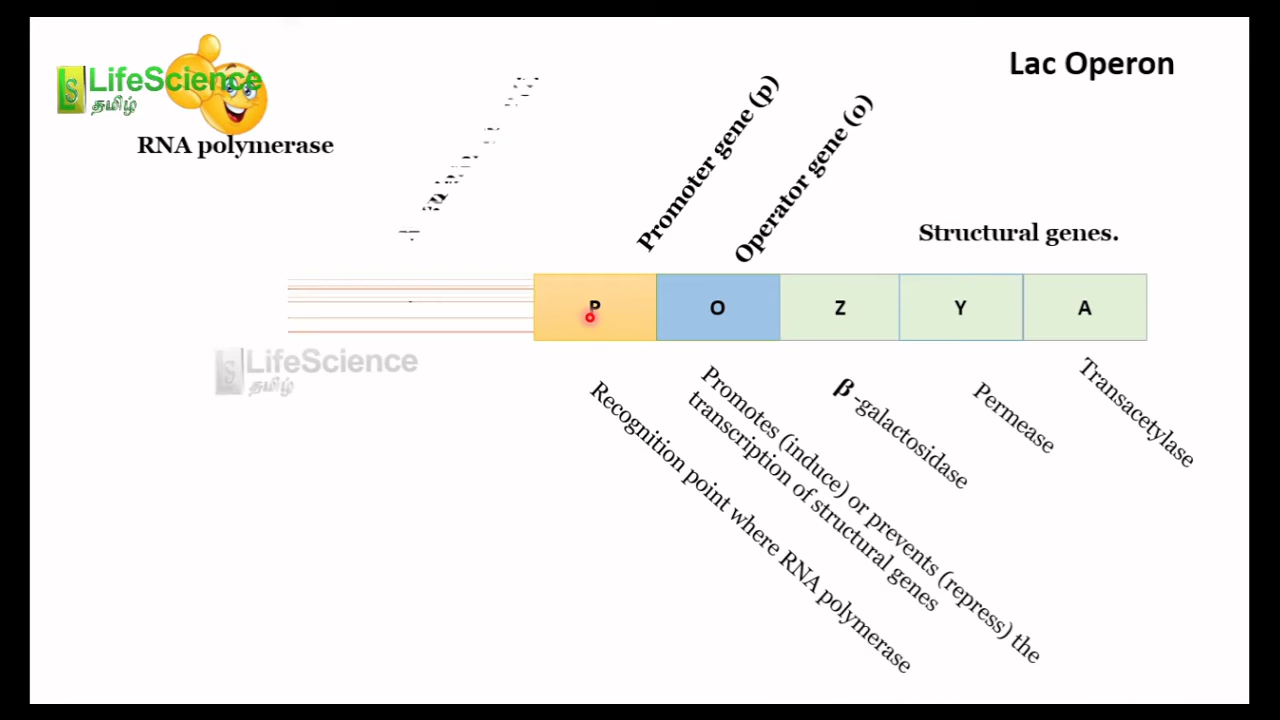 Lac Operon
LifeScience
தமிழ்
RNA polymerase
Promoter gene (p)
Operator gene (o)
Structural genes.
P
O
Z
Y
A
LifeScience
தமிழ்
Recognition point where RNA polymerase
Promotes (induce) or prevents (repress) the
transcription of structural genes
β -galactosidase
Permease
Transacetylase